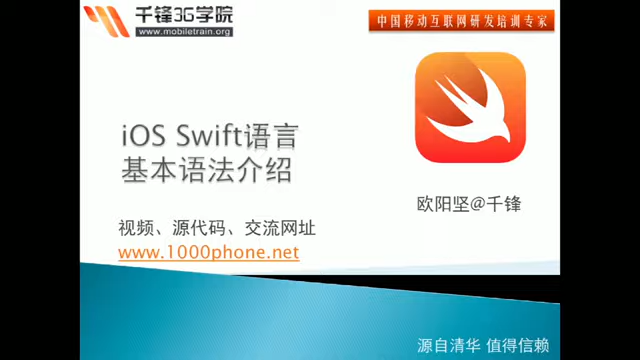 千锋3G学院
www.mobiletrain.org
中国移动互联网研发培训专家
iOS Swift语言
基本语法介绍
欧阳坚@千锋
视频、源代码、交流网址
www.1000phone.net
源自清华 值得信赖